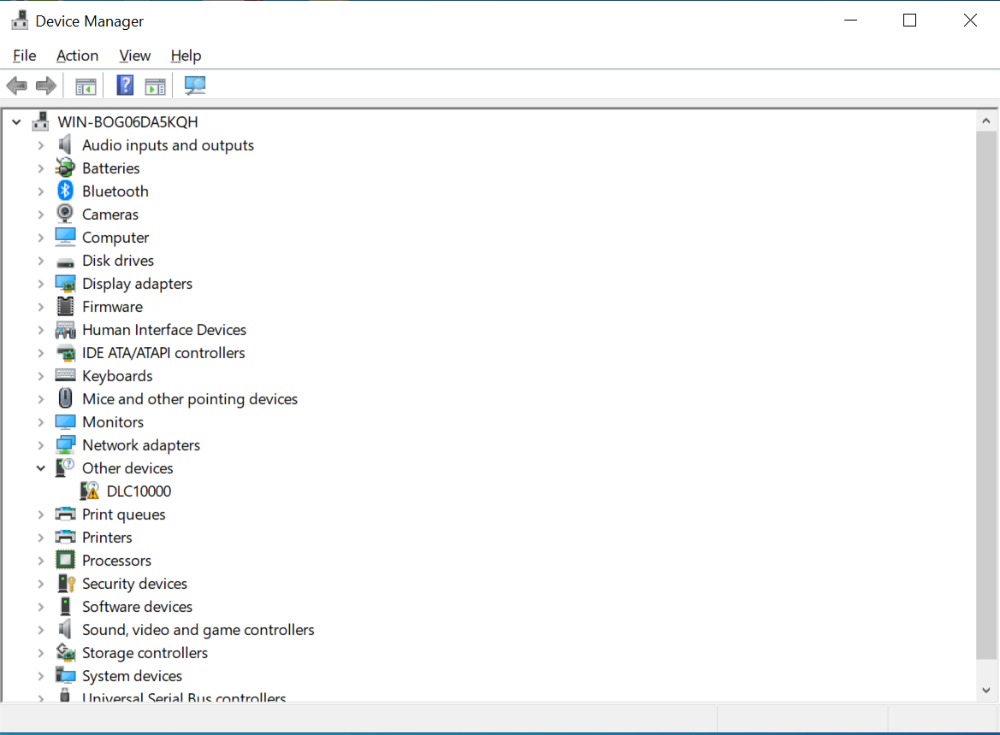 Device Manager
File Action View Help
WIN-BOG06DA5KQH
Audio inputs and outputs
Batteries
Bluetooth
Cameras
Computer
Disk drives
Display adapters
Firmware
Human Interface Devices
IDE ATA/ATAPI controllers
Keyboards
Mice and other pointing devices
Monitors
Network adapters
Other devices
DLC10000
Print queues
Printers
Processors
Security devices
Software devices
Sound, video and game controllers
Storage controllers
System devices
Universal Serial Bus controllers